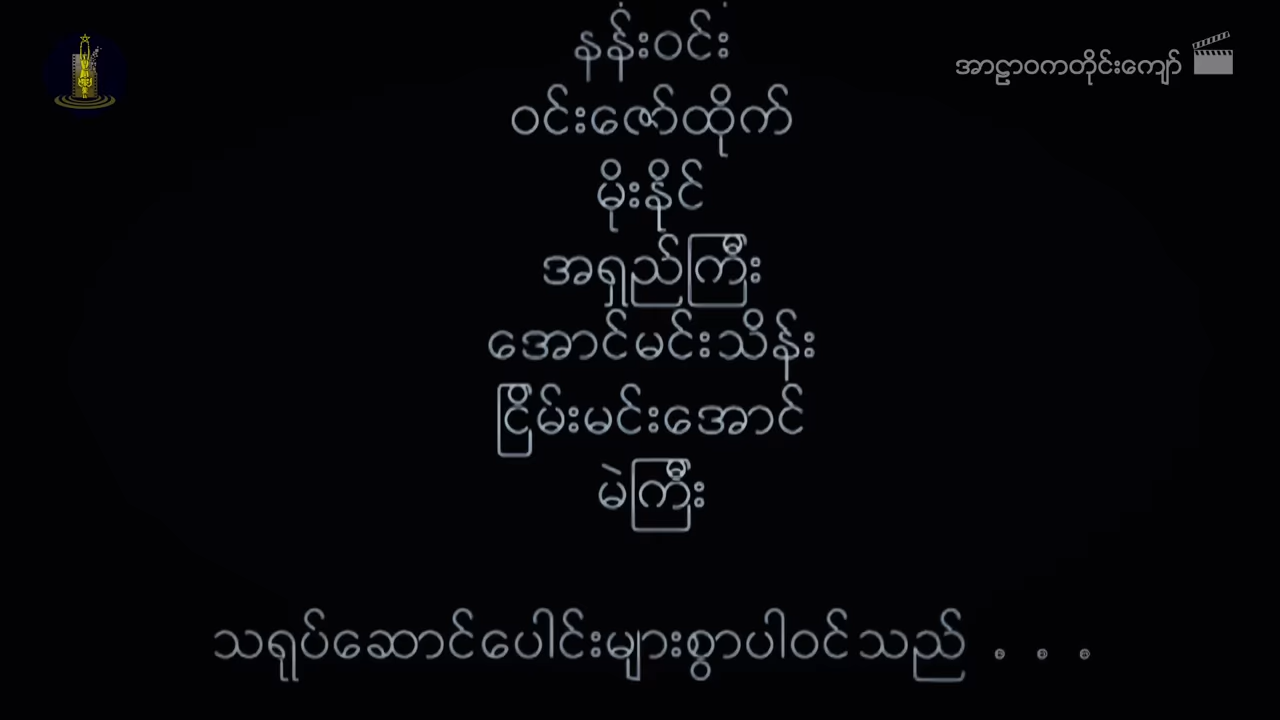 နန်းဝင်း
အာဠာဝကတိုင်းကျော်
ဝင်းဇော်ထိုက်
မိုးနိုင်
အရှည်ကြီး
အောင်မင်းသိန်း
ငြိမ်းမင်းအောင်
မဲကြီး
သရုပ်ဆောင်ပေါင်းများစွာပါဝင်သည် . . .